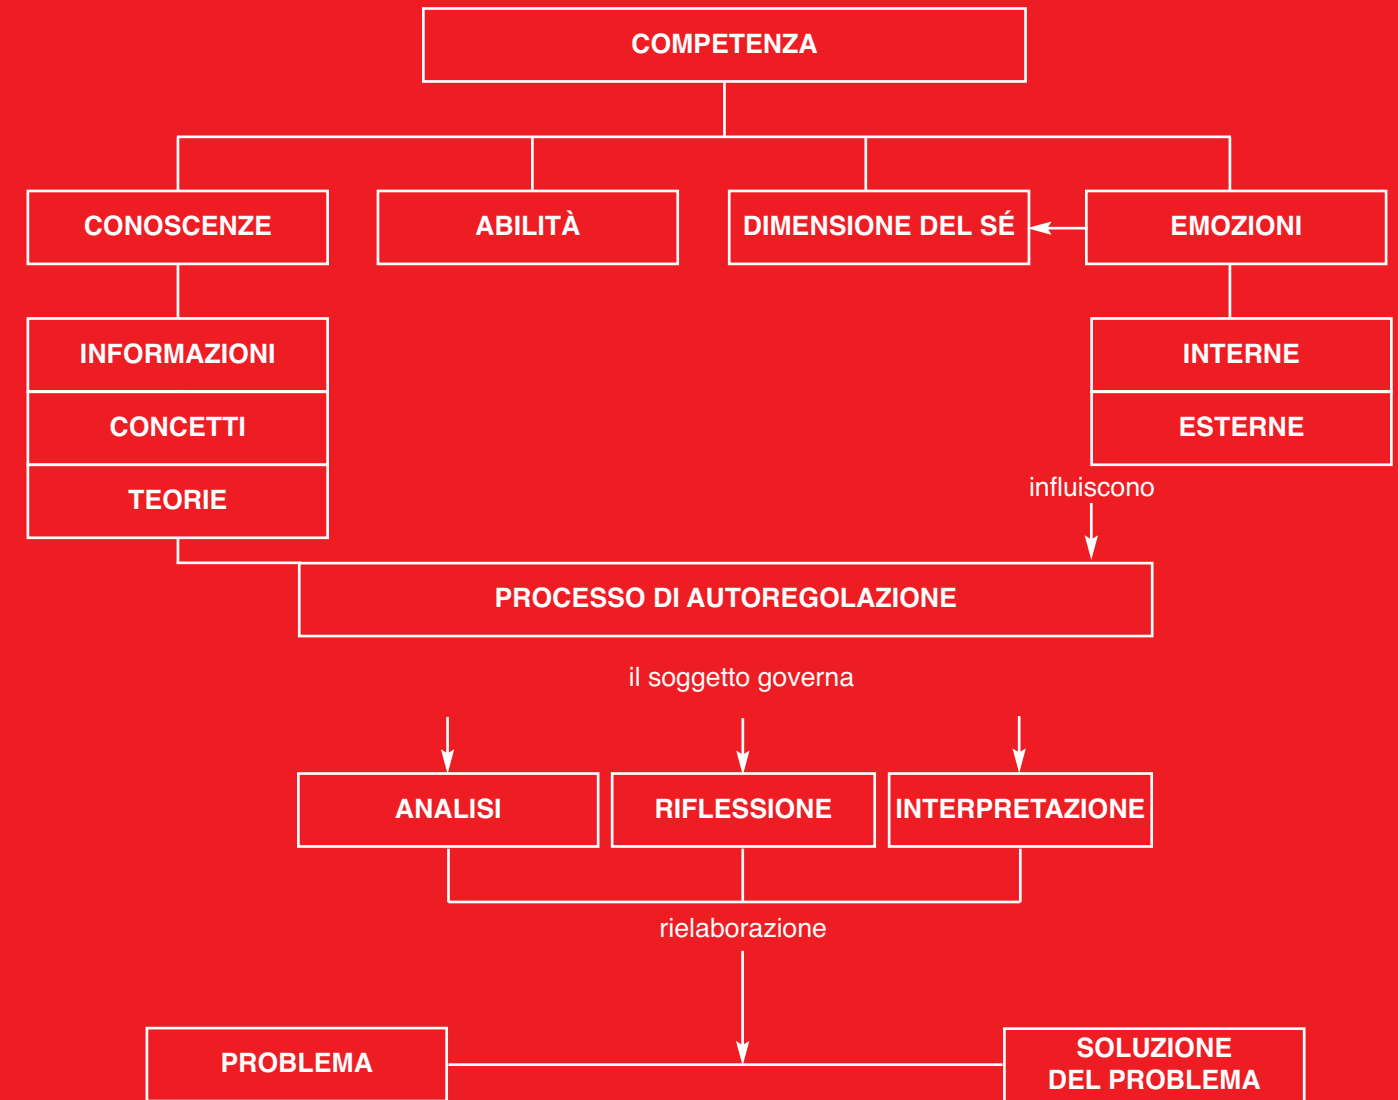 COMPETENZA
CONOSCENZE
ABILITÀ
DIMENSIONE DEL SÉ
EMOZIONI
INFORMAZIONI
CONCETTI
TEORIE
INTERNE
ESTERNE
influiscono
PROCESSO DI AUTOREGOLAZIONE
il soggetto governa
ANALISI
RIFLESSIONE
INTERPRETAZIONE
rielaborazione
PROBLEMA
SOLUZIONE
DEL PROBLEMA